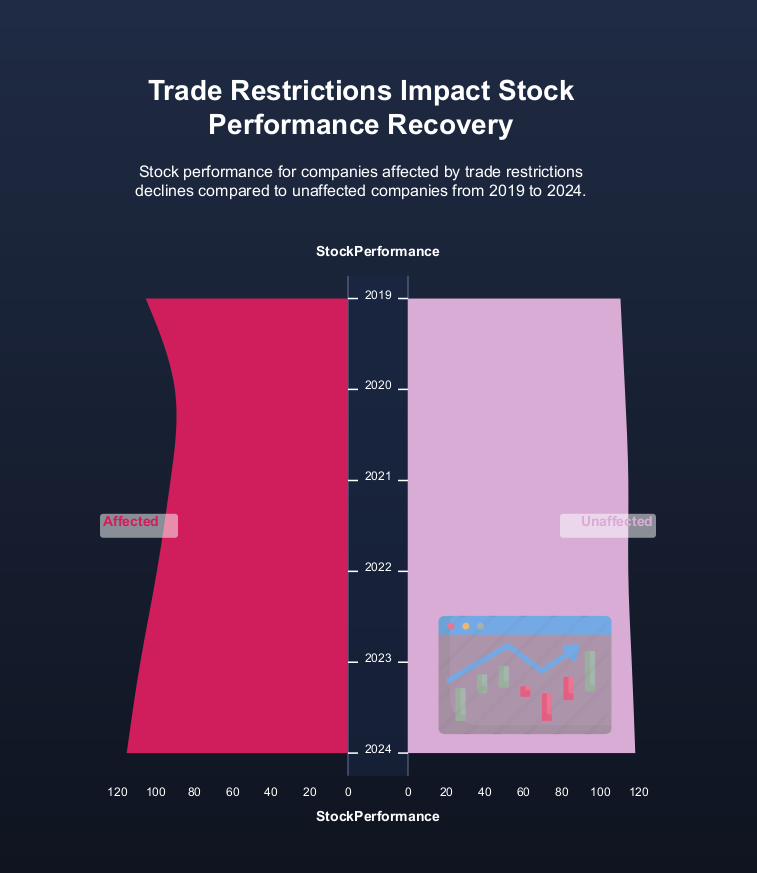 Trade Restrictions Impact Stock
Performance Recovery
Stock performance for companies affected by trade restrictions
declines compared to unaffected companies from 2019 to 2024.
StockPerformance
2019
2020
2021
Affected
Unaffected
2022
2023
2024
120 100 80 60 40 20 0 0 20 40 60 80 100 120
StockPerformance